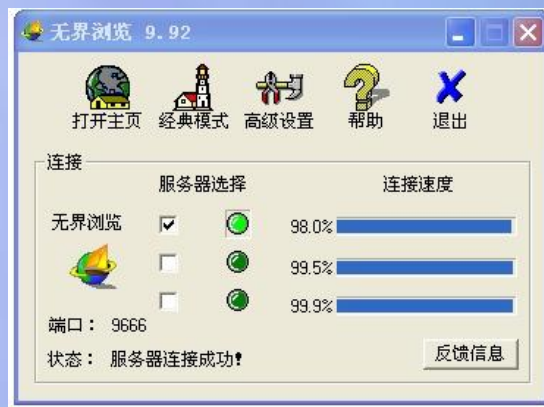 无界浏览 9.92
打开主页 经典模式 高级设置 帮助 退出
连接
服务器选择 连接速度
无界浏览 98.0%
99.5%
99.9%
端口： 9666
状态： 服务器连接成功!
反馈信息